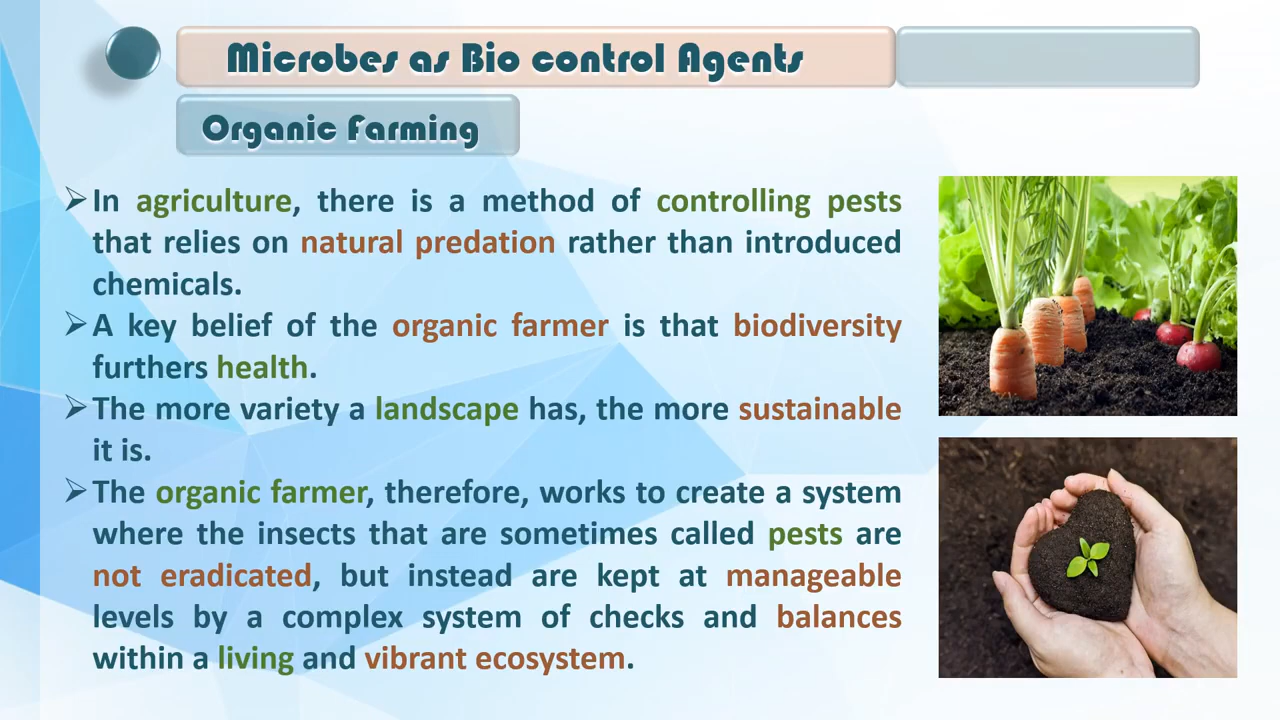 Microbes as Bio control Agents
Organic Farming
➢In agriculture, there is a method of controlling pests
that relies on natural predation rather than introduced
chemicals.
➢A key belief of the organic farmer is that biodiversity
furthers health.
➢The more variety a landscape has, the more sustainable
it is.
➢The organic farmer, therefore, works to create a system
where the insects that are sometimes called pests are
not eradicated, but instead are kept at manageable
levels by a complex system of checks and balances
within a living and vibrant ecosystem.